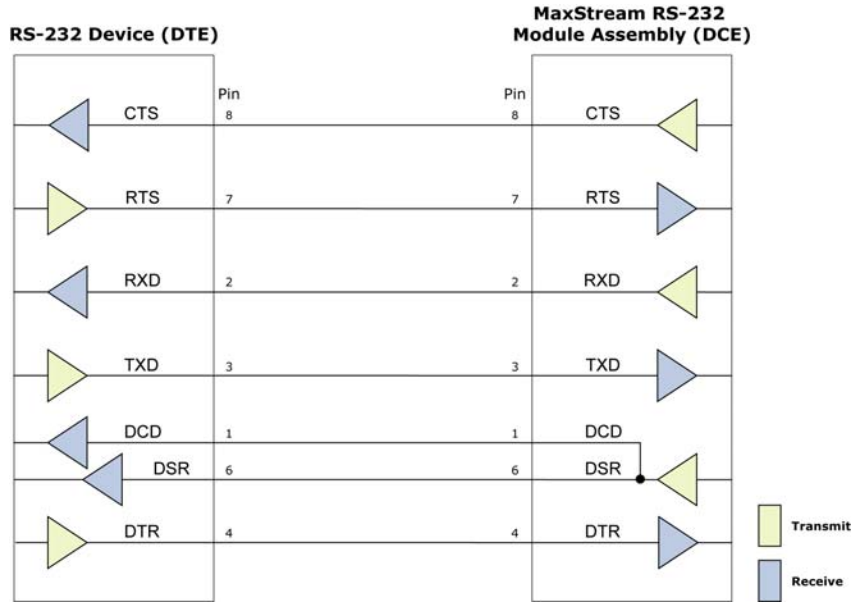 RS-232 Device (DTE)
MaxStream RS-232
Module Assembly (DCE)
Pin
Pin
CTS
8
8
CTS
RTS
7
7
RTS
RXD
2
2
RXD
TXD
3
3
TXD
DCD
1
1
DCD
DSR
6
6
DSR
DTR
4
4
DTR
Transmit
Receive